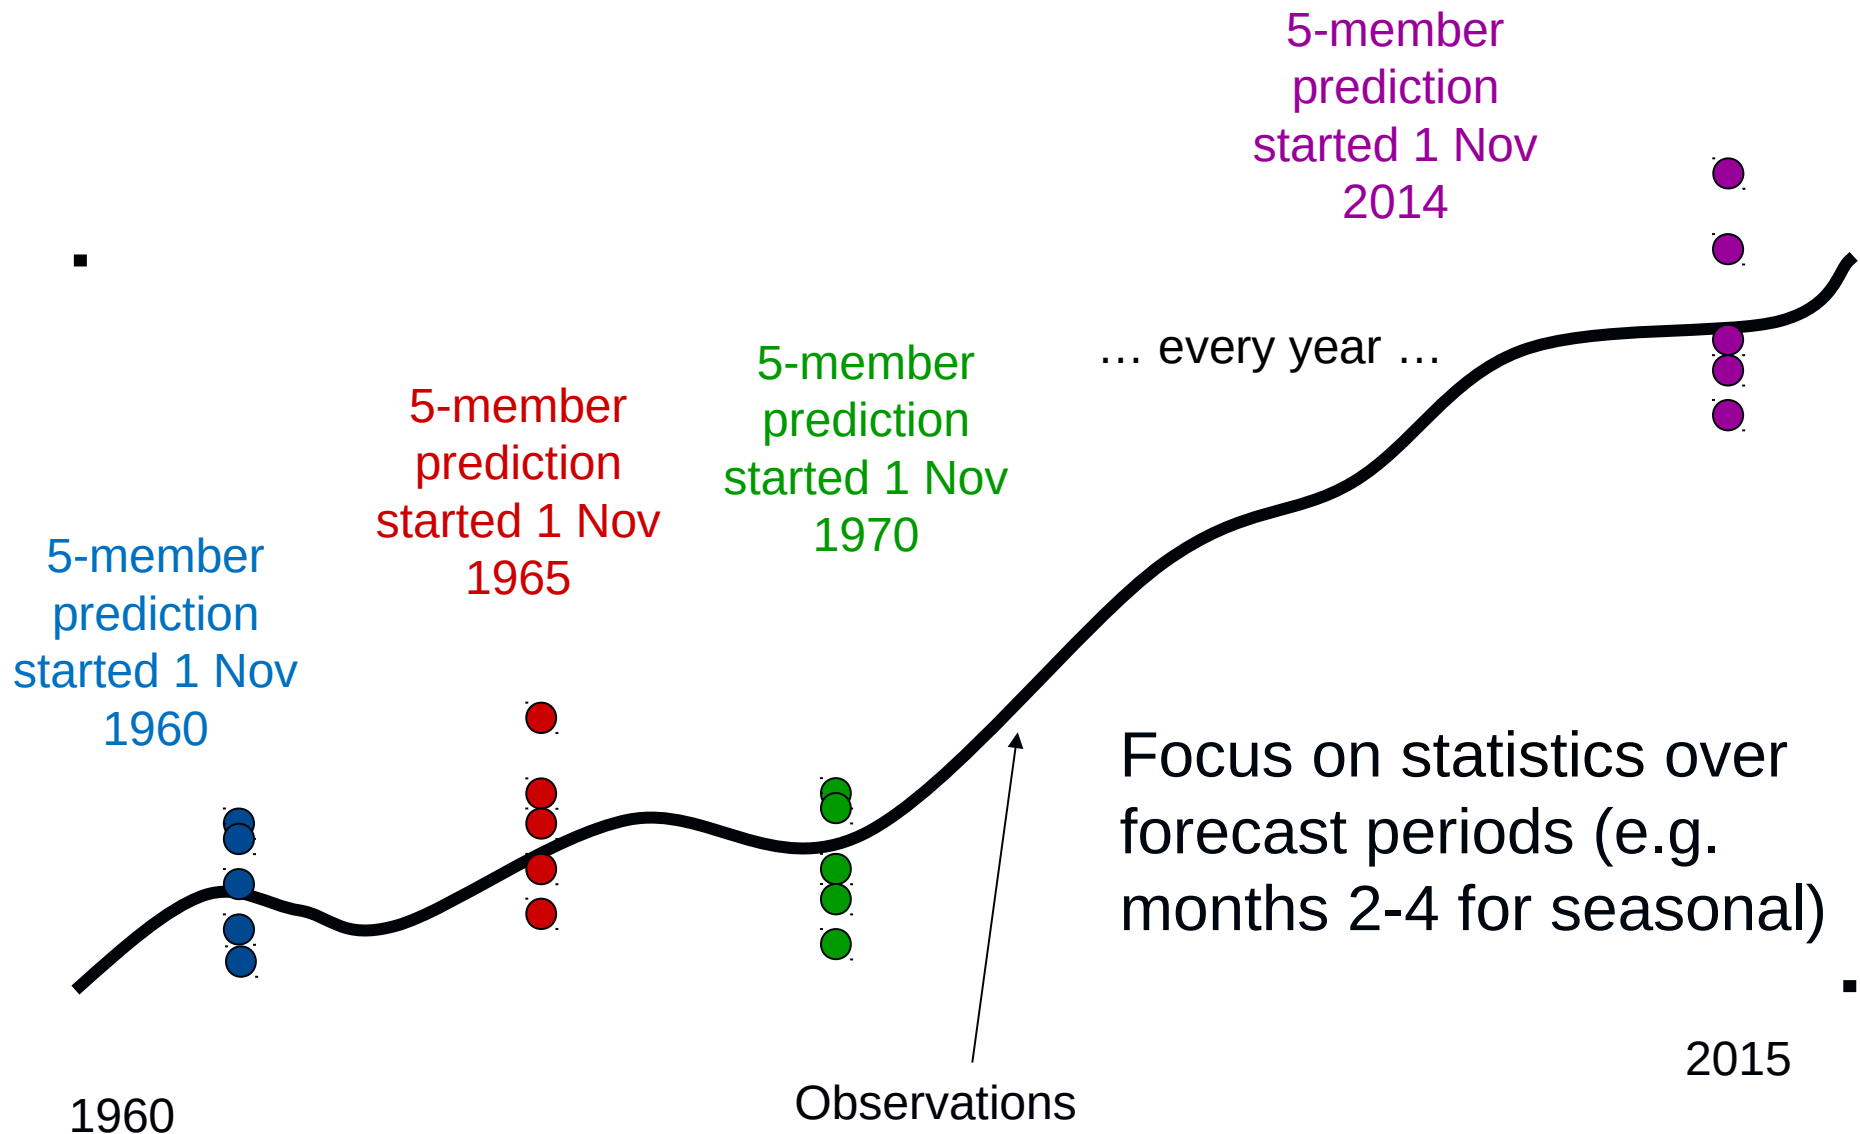 5-member
prediction
started 1 Nov
2014
… every year …
5-member
prediction
started 1 Nov
1970
5-member
prediction
started 1 Nov
1965
5-member
prediction
started 1 Nov
1960
Focus on statistics over
forecast periods (e.g.
months 2-4 for seasonal)
2015
Observations
1960